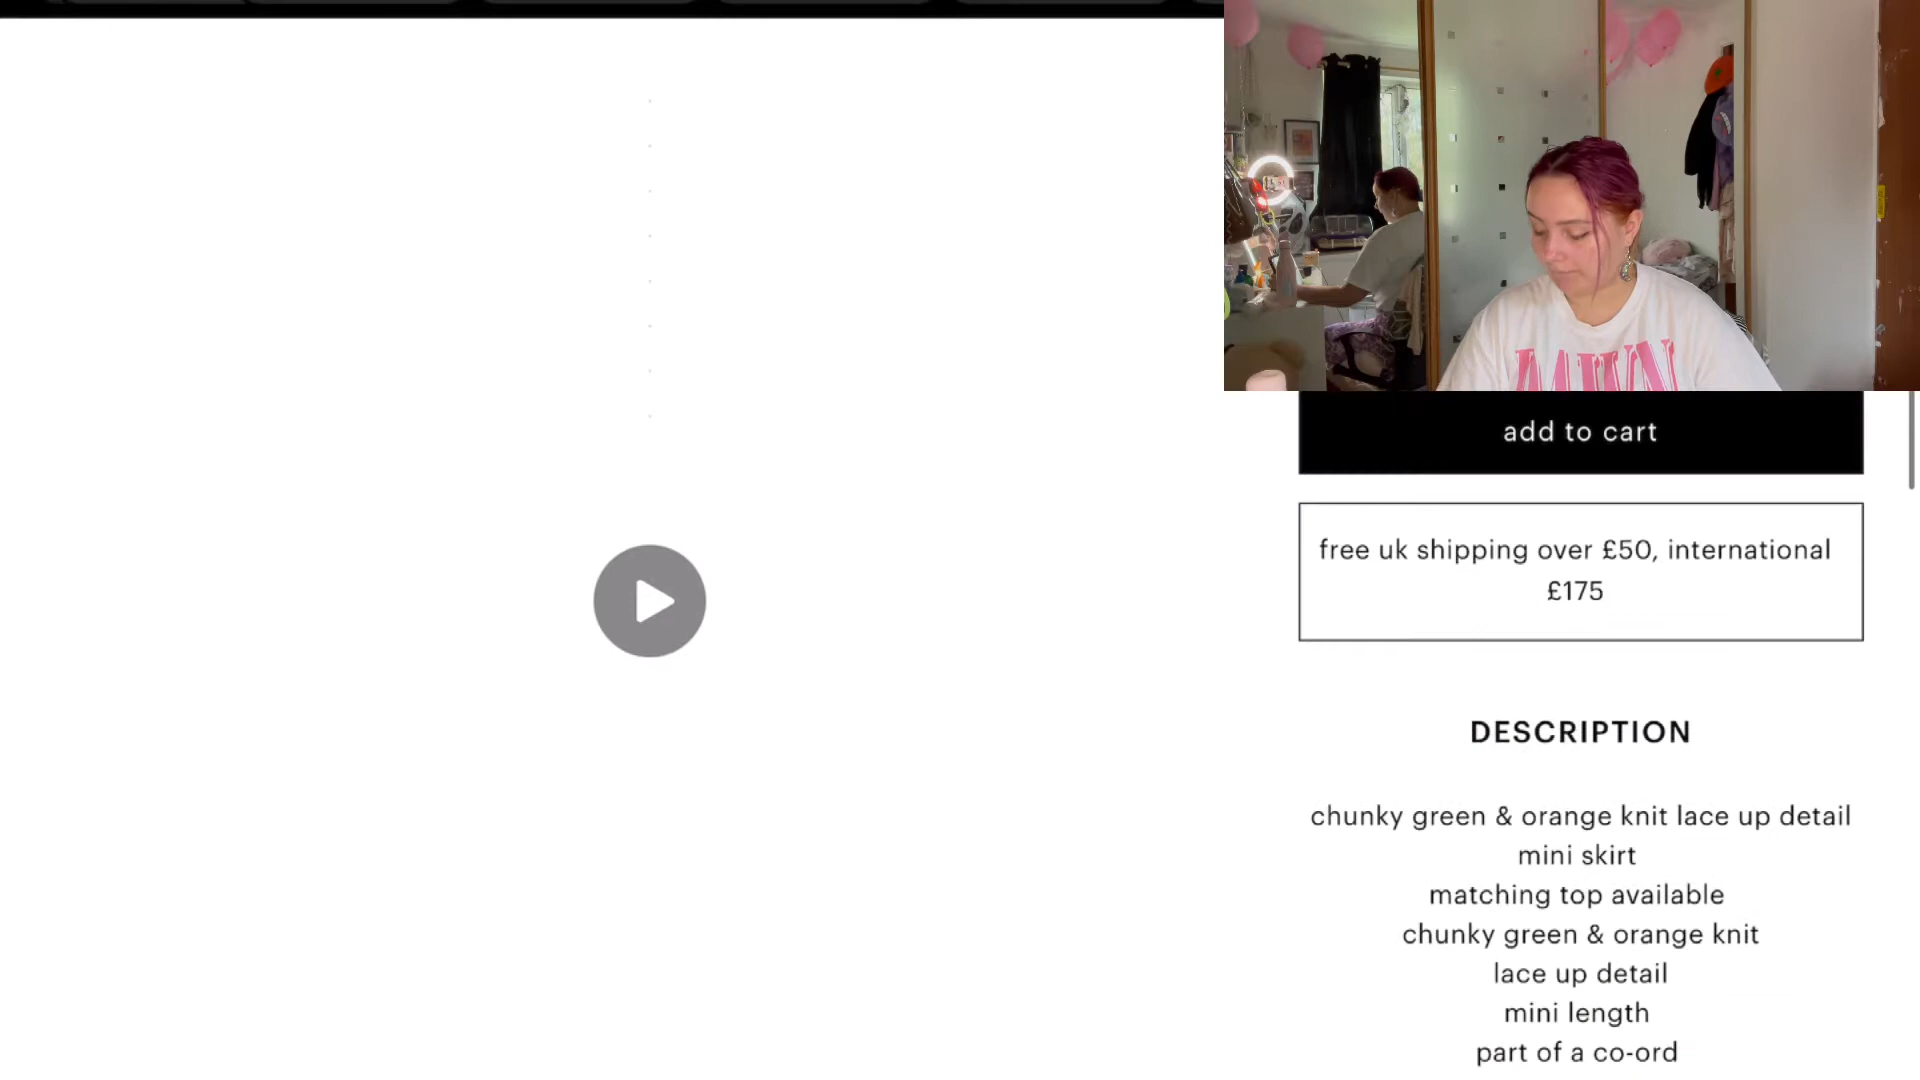 add to cart
free uk shipping over £50, international
£175
DESCRIPTION
chunky green & orange knit lace up detail
mini skirt
matching top available
chunky green & orange knit
lace up detail
mini length
part of a co-ord